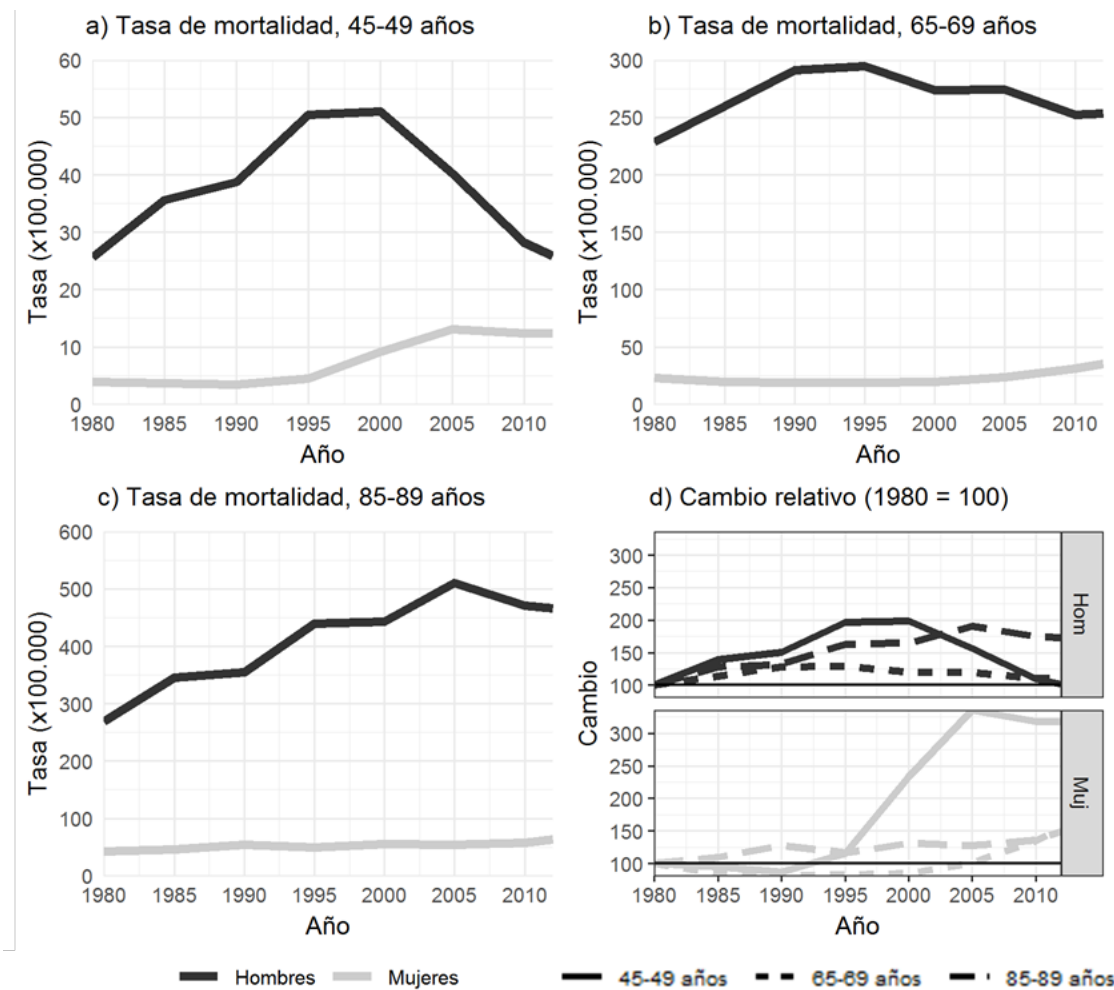 a) Tasa de mortalidad, 45-49 años
60
50
40
30
20
10
0
Tasa (x100.000)
1980 1985 1990 1995 2000 2005 2010
Año
b) Tasa de mortalidad, 65-69 años
300
250
200
150
100
50
0
Tasa (x100.000)
1980 1985 1990 1995 2000 2005 2010
Año
c) Tasa de mortalidad, 85-89 años
600
500
400
300
200
100
0
Tasa (x100.000)
1980 1985 1990 1995 2000 2005 2010
Año
d) Cambio relativo (1980 = 100)
300
250
200
150
100
Hom
Cambio
300
250
200
150
100
Muj
1980 1985 1990 1995 2000 2005 2010
Año
Hombres Mujeres
45-49 años 65-69 años 85-89 años